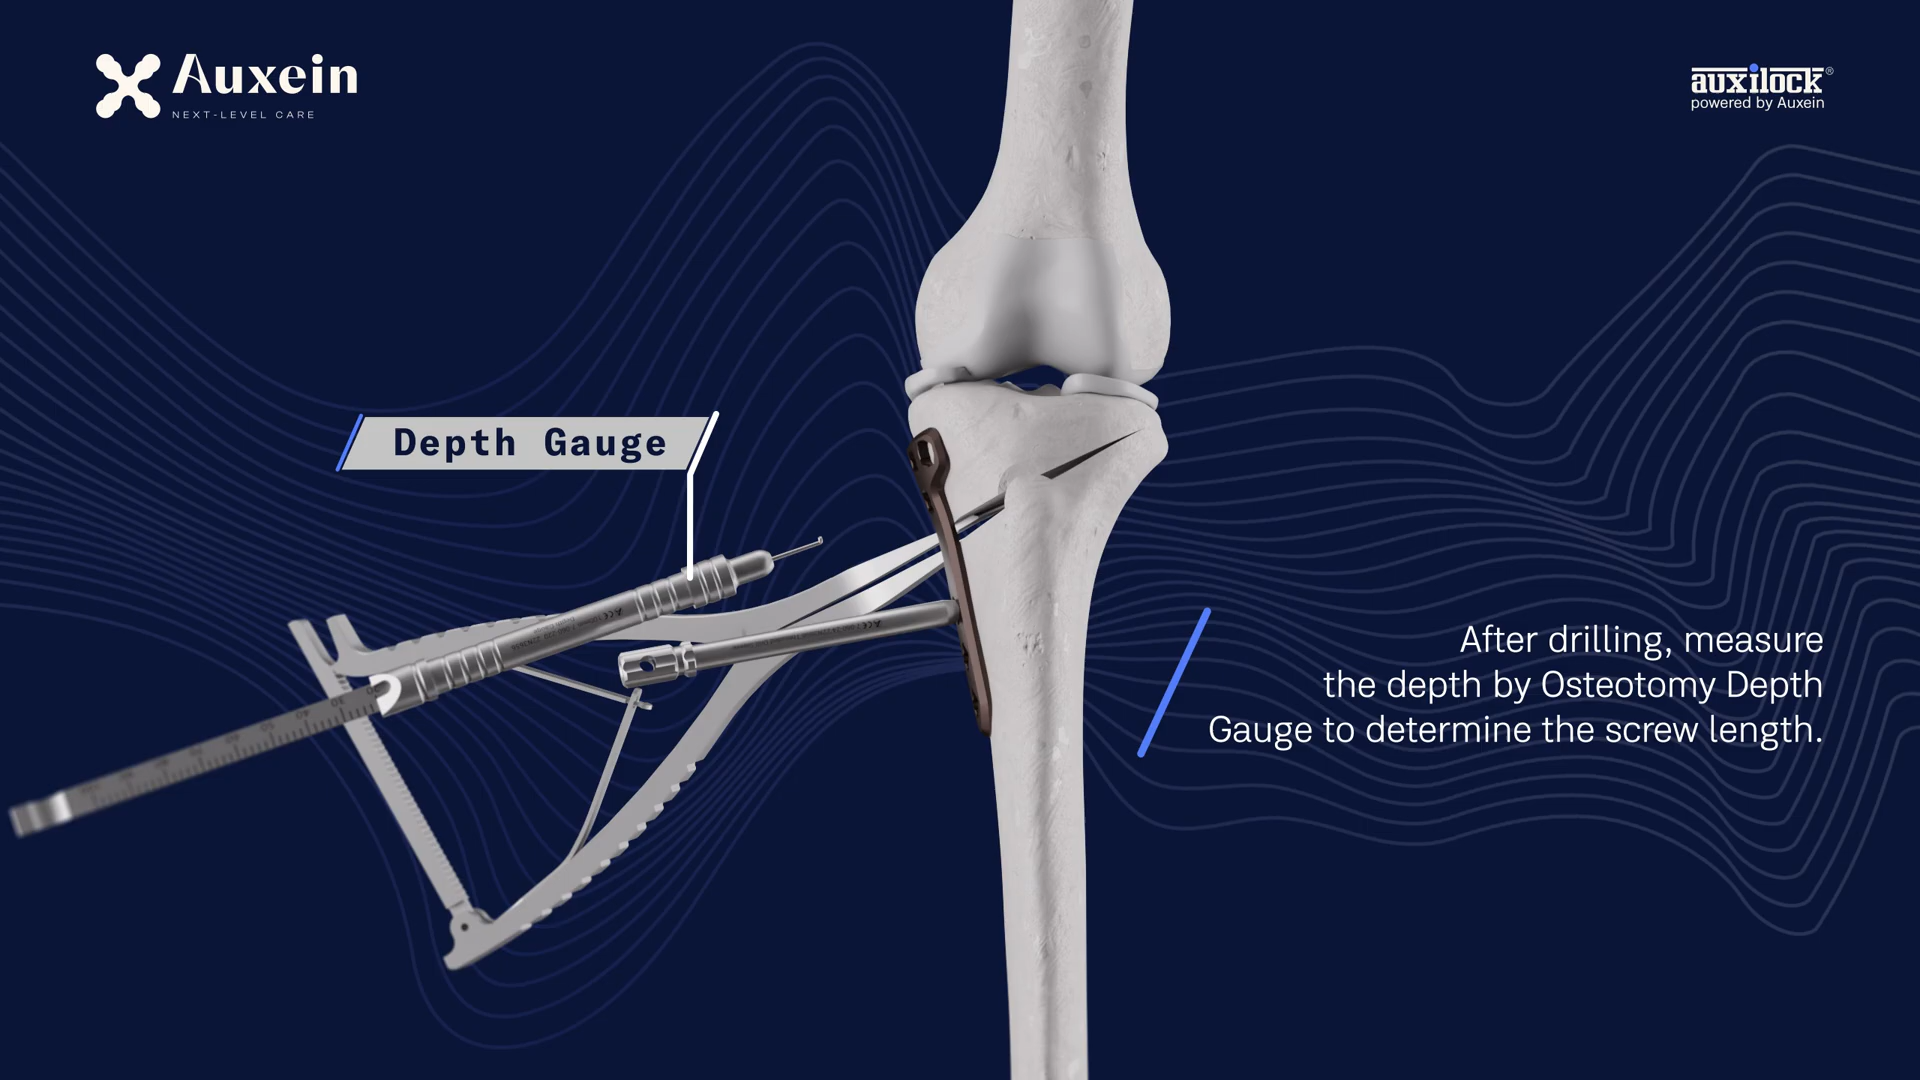 Auxein
NEXT-LEVEL CARE
auxilock®
powered by Auxein
Depth Gauge
After drilling, measure
the depth by Osteotomy Depth
Gauge to determine the screw length.